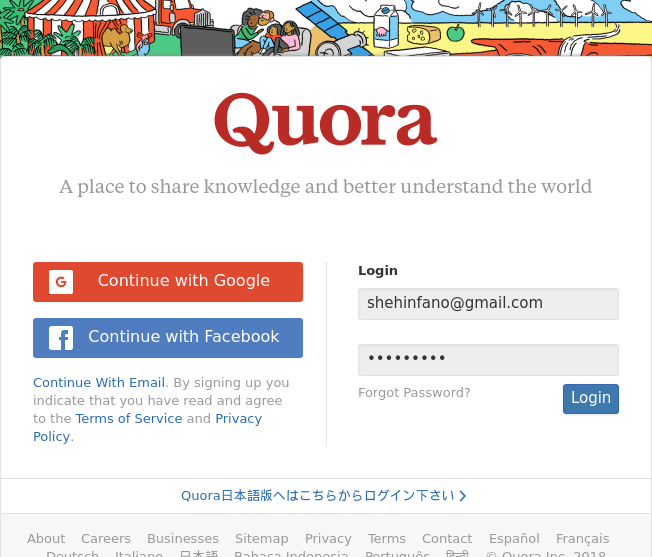 Quora
A place to share knowledge and better understand the world
Continue with Google
Continue with Facebook
Continue With Email. By signing up you
indicate that you have read and agree
to the Terms of Service and Privacy
Policy.
Login
shehinfano@gmail.com
•••••••••
Forgot Password?
Login
Quora日本語版へはこちらからログイン下さい
About Careers Businesses Sitemap Privacy Terms Contact Español Français
Deutsch Italiano 日本語 Bahasa Indonesia Português हिन्दी © Quora Inc. 2018